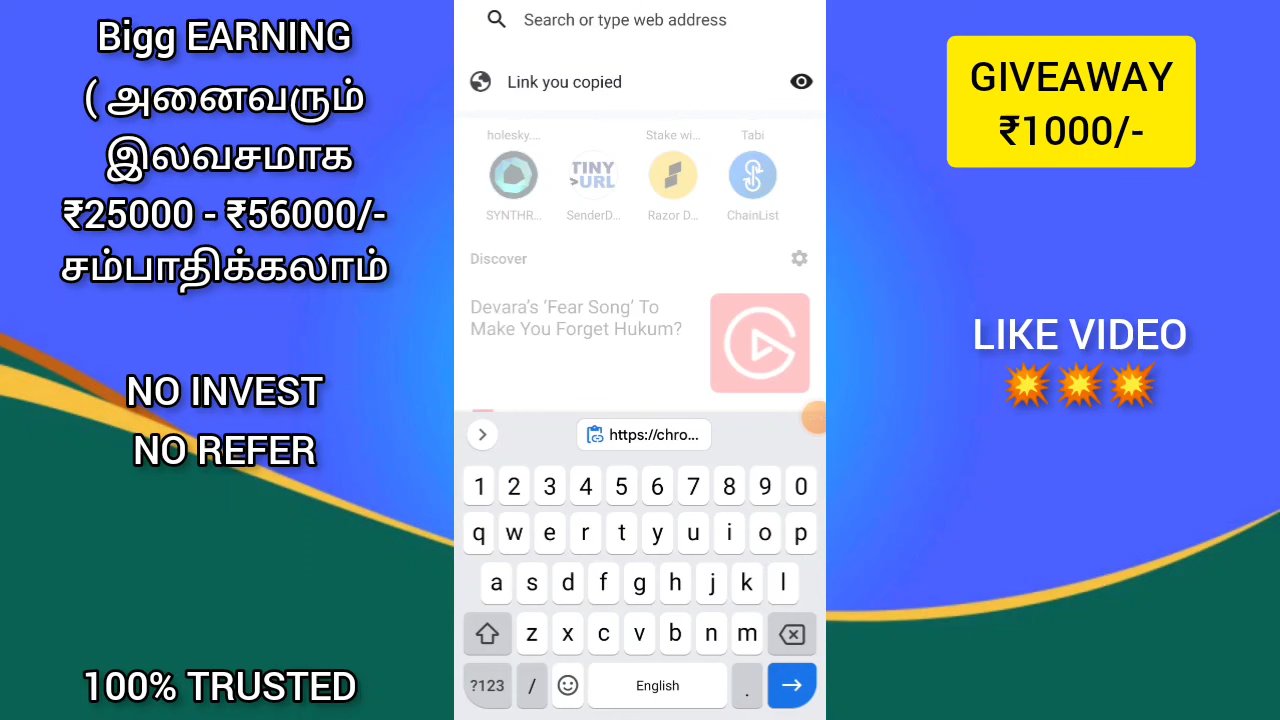 Bigg EARNING
( அனைவரும்
இலவசமாக
₹25000 - ₹56000/-
சம்பாதிக்கலாம்
NO INVEST
NO REFER
100% TRUSTED
Search or type web address
Link you copied
holesky....
Stake wi...
Tabi
TINY
>URL
SYNTHR...
SenderD...
Razor D...
ChainList
Discover
Devara's ‘Fear Song’ To
Make You Forget Hukum?
https://chro...
1 2 3 4 5 6 7 8 9 0
q w e r t y u i o p
a s d f g h j k l
z x c v b n m
?123 / English .
GIVEAWAY
₹1000/-
LIKE VIDEO
💥💥💥